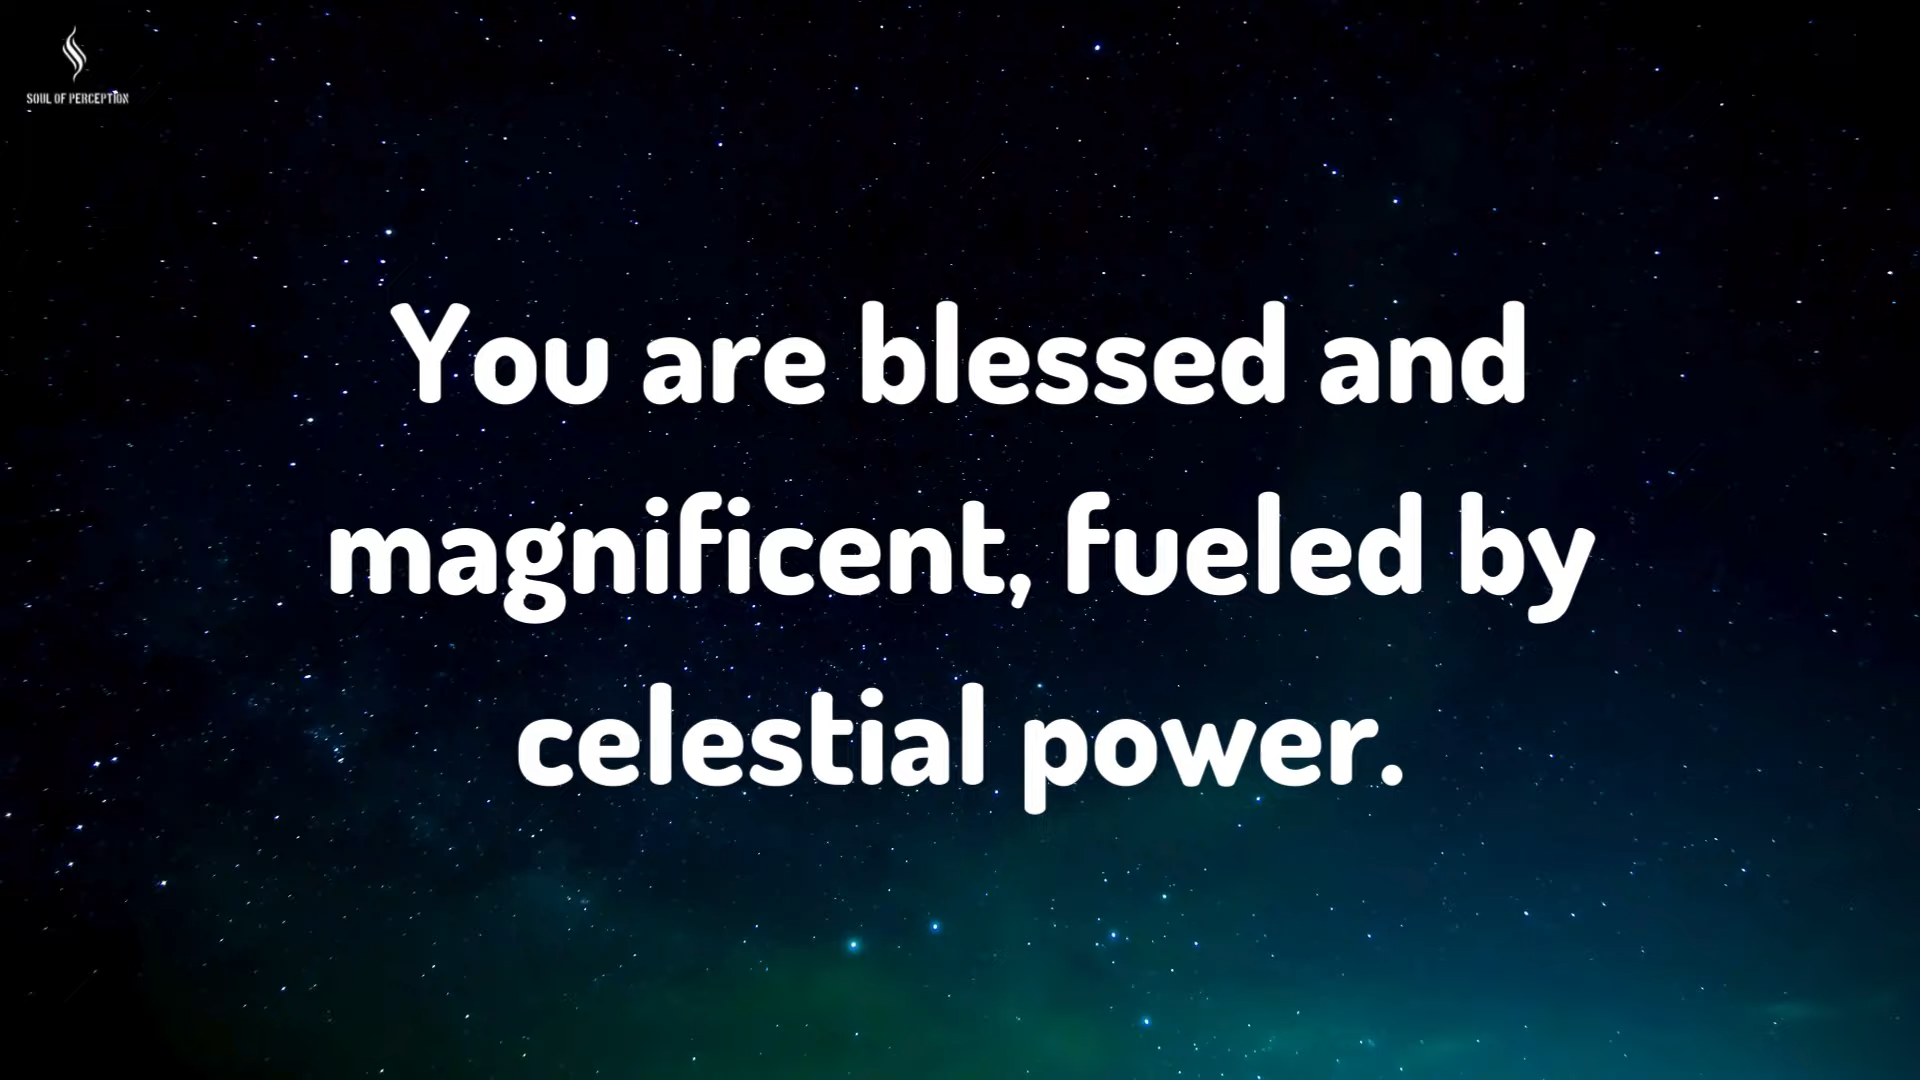 SOUL OF PERCEPTION
You are blessed and
magnificent, fueled by
celestial power.